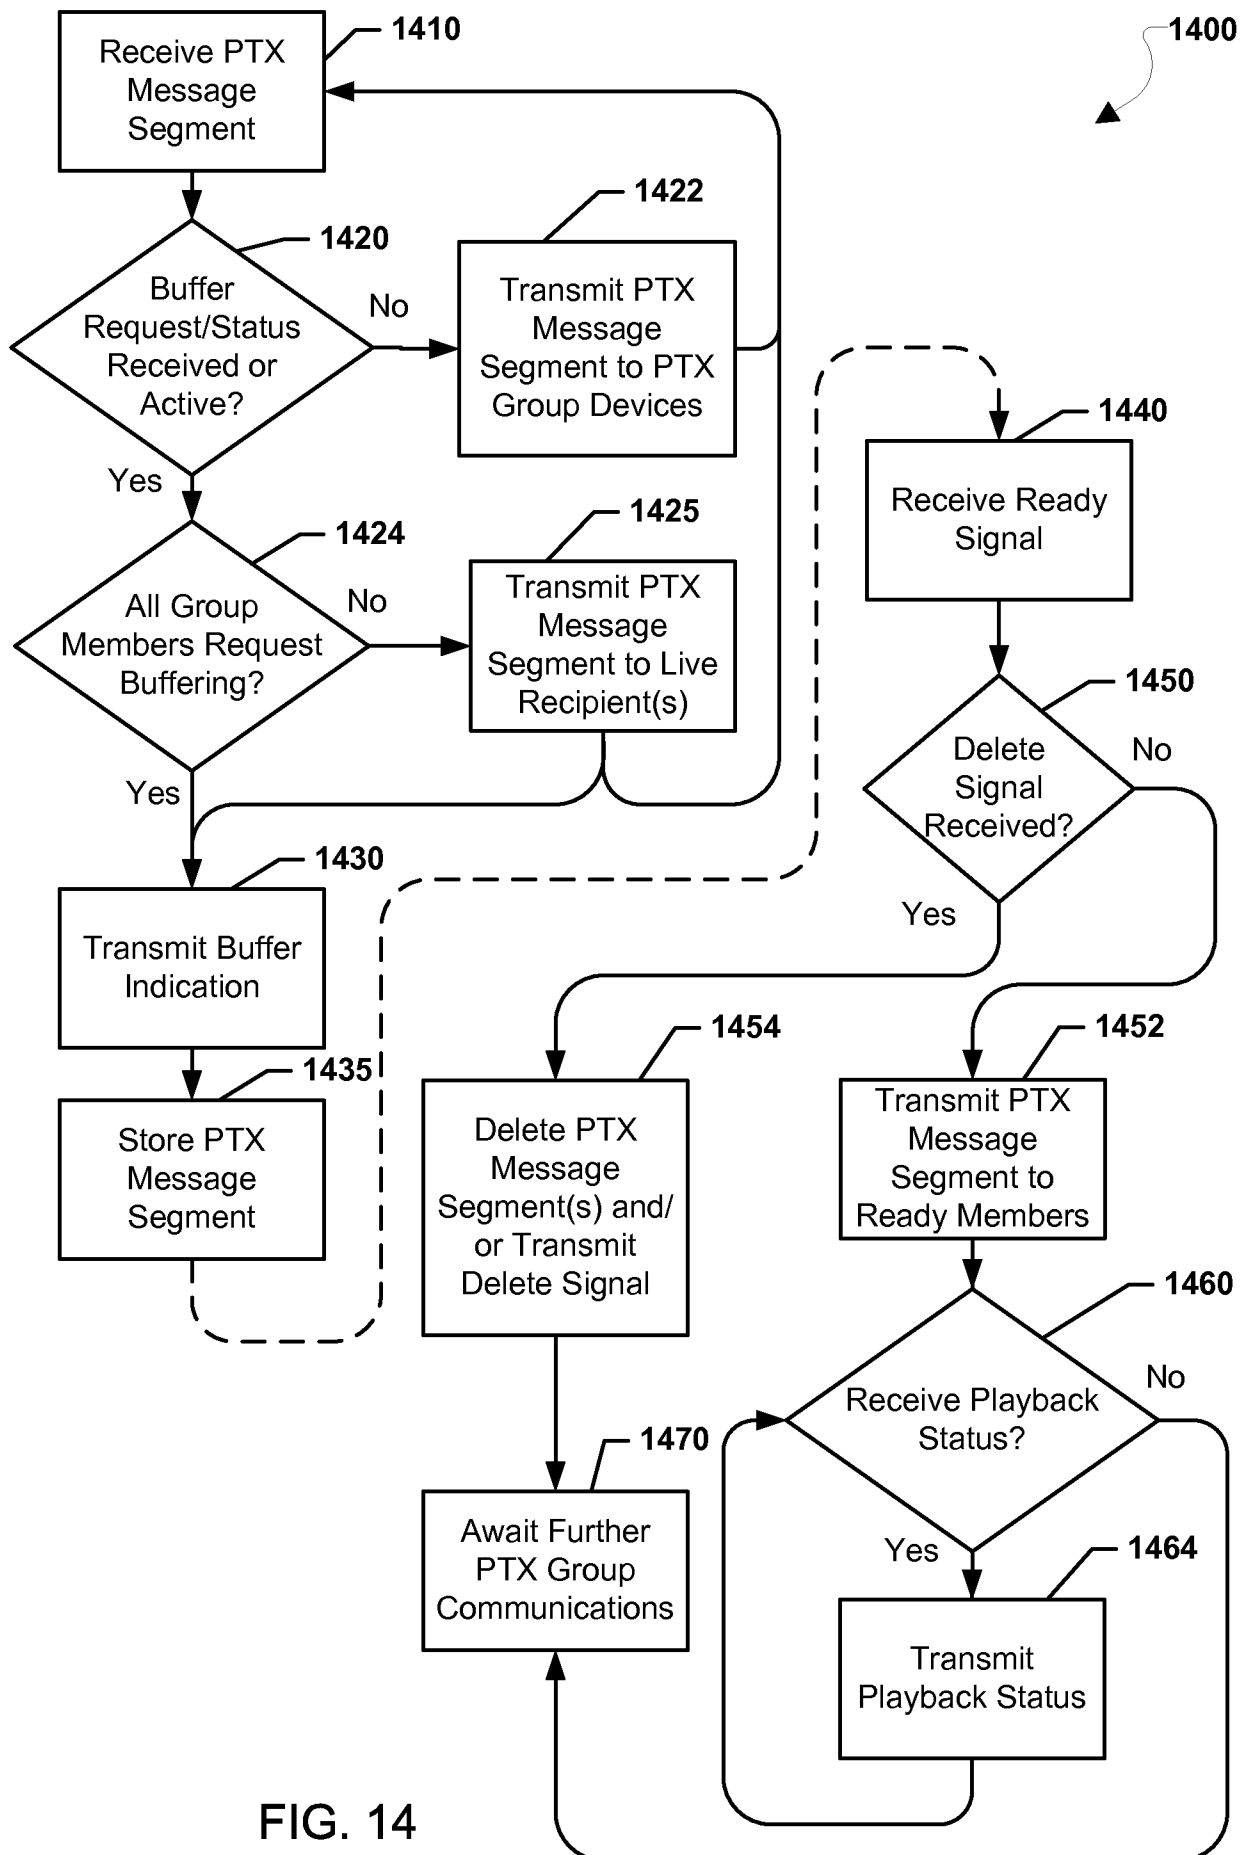 1400
1410
Receive PTX
Message
Segment
1420
Buffer
Request/Status
Received or
Active?
No
Yes
1422
Transmit PTX
Message
Segment to PTX
Group Devices
1424
All Group
Members Request
Buffering?
No
Yes
1425
Transmit PTX
Message
Segment to Live
Recipient(s)
1430
Transmit Buffer
Indication
1435
Store PTX
Message
Segment
1440
Receive Ready
Signal
1450
Delete
Signal
Received?
No
Yes
1454
Delete PTX
Message
Segment(s) and/
or Transmit
Delete Signal
1452
Transmit PTX
Message
Segment to
Ready Members
1460
Receive Playback
Status?
No
Yes
1464
Transmit
Playback Status
1470
Await Further
PTX Group
Communications
FIG. 14